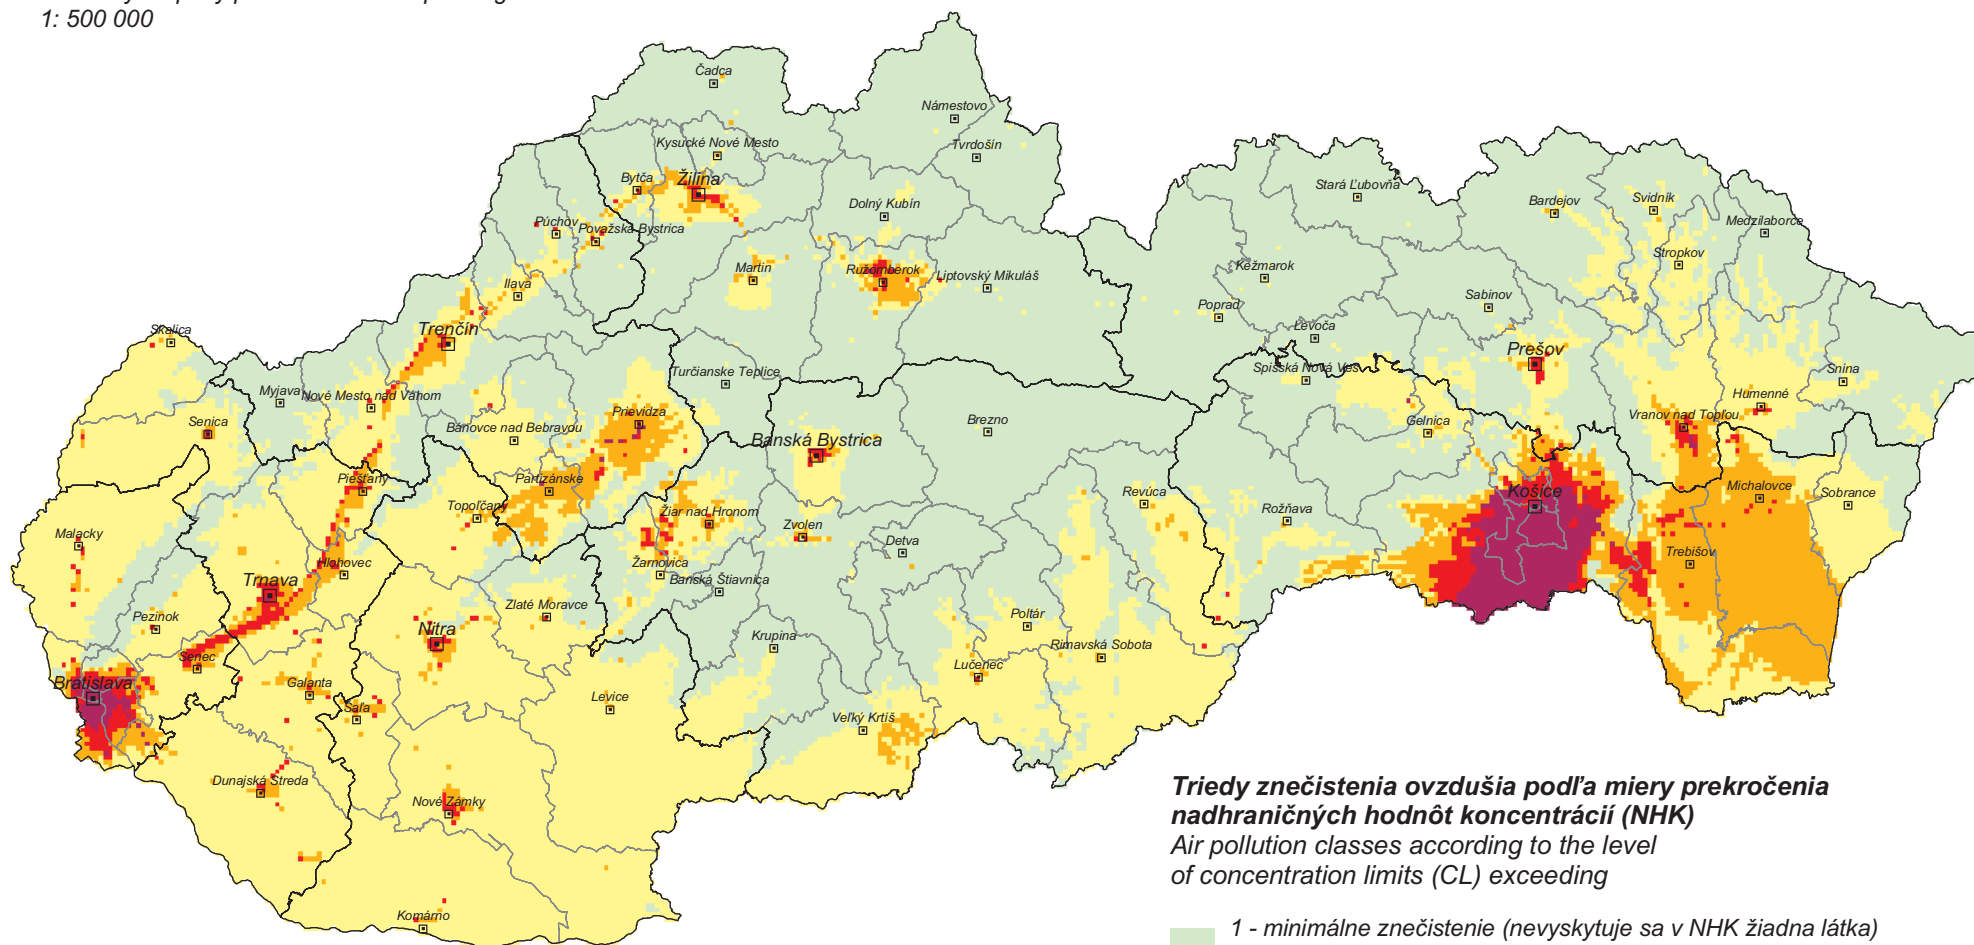 1: 500 000
Čadca
Námestovo
Kysucké Nové Mesto
Tvrdošín
Bytča
Žilina
Stará Ľubovňa
Dolný Kubín
Bardejov
Svidník
Púchov
Medzilaborce
Považská Bystrica
Stropkov
Martin
Ružomberok
Liptovský Mikuláš
Kežmarok
Ilava
Sabinov
Poprad
Skalica
Trenčín
Levoča
Prešov
Turčianske Teplice
Spišská Nová Ves
Snina
Myjava
Nové Mesto nad Váhom
Humenné
Prievidza
Vranov nad Topľou
Senica
Bánovce nad Bebravou
Banská Bystrica
Brezno
Gelnica
Piešťany
Partizánske
Revúca
Košice
Michalovce
Sobrance
Topoľčany
Žiar nad Hronom
Rožňava
Malacky
Zvolen
Detva
Hlohovec
Trebišov
Trnava
Žarnovica
Banská Štiavnica
Zlaté Moravce
Pezinok
Poltár
Nitra
Krupina
Rimavská Sobota
Senec
Lučenec
Bratislava
Galanta
Levice
Šaľa
Veľký Krtíš
Dunajská Streda
Nové Zámky
Komárno
Triedy znečistenia ovzdušia podľa miery prekročenia
nadhraničných hodnôt koncentrácií (NHK)
Air pollution classes according to the level
of concentration limits (CL) exceeding
1 - minimálne znečistenie (nevyskytuje sa v NHK žiadna látka)